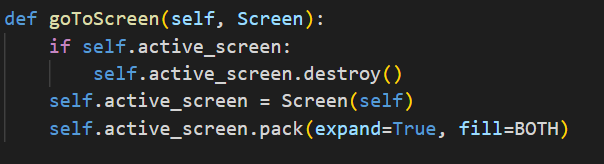 def goToScreen(self, Screen):
    if self.active_screen:
        self.active_screen.destroy()
    self.active_screen = Screen(self)
    self.active_screen.pack(expand=True, fill=BOTH)